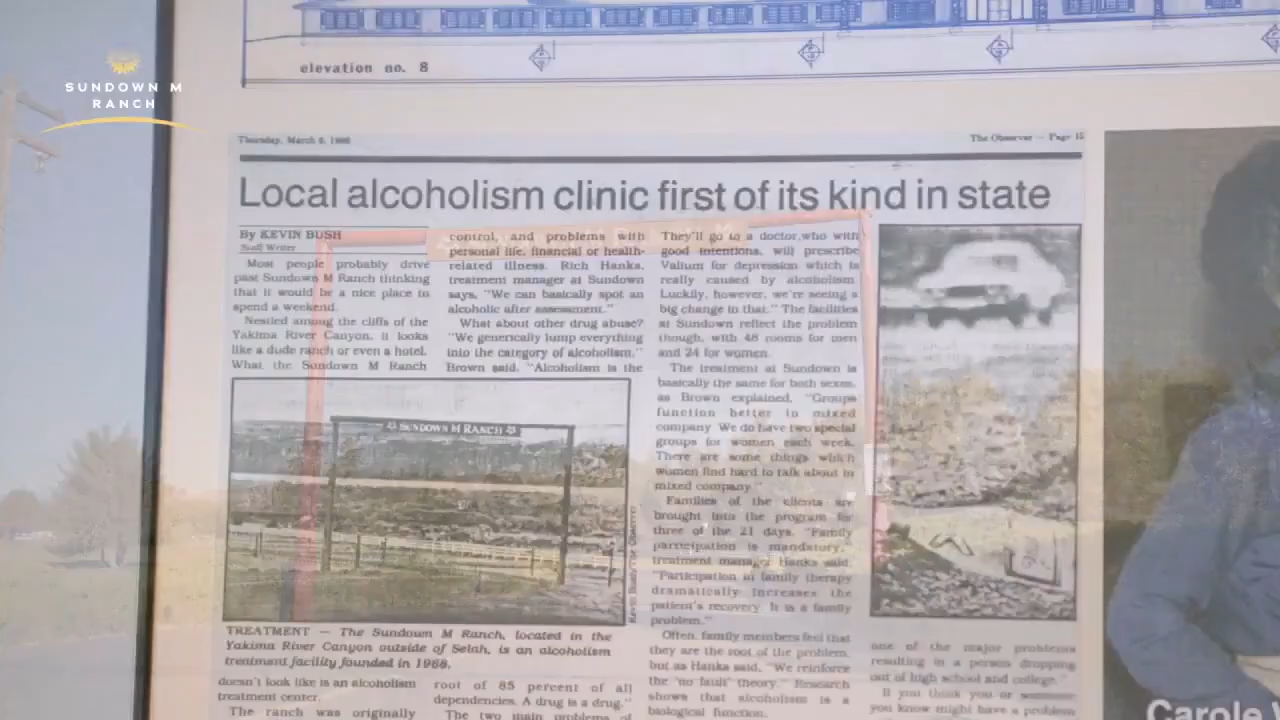 elevation no. 8
SUNDOWN M
RANCH
Thursday, March 6, 1986
The Observer — Page 15
Local alcoholism clinic first of its kind in state
By KEVIN BUSH
Staff Writer
Most people probably drive
past Sundown M Ranch thinking
that it would be a nice place to
spend a weekend.
Nestled among the cliffs of the
Yakima River Canyon, it looks
like a dude ranch or even a hotel.
What the Sundown M Ranch
SUNDOWN M RANCH
TREATMENT — The Sundown M Ranch, located in the
Yakima River Canyon outside of Selah, is an alcoholism
treatment facility founded in 1968.
doesn't look like is an alcoholism
treatment center.
The ranch was originally
control, and problems with
personal life, financial or health-
related illness. Rich Hanks,
treatment manager at Sundown
says, "We can basically spot an
alcoholic after assessment."
What about other drug abuse?
"We generically lump everything
into the category of alcoholism,"
Brown said. "Alcoholism is the
root of 85 percent of all
dependencies. A drug is a drug."
The two main problems of
They'll go to a doctor, who with
good intentions, will prescribe
Valium for depression which is
really caused by alcoholism
Luckily, however, we're seeing a
big change in that." The facilities
at Sundown reflect the problem
though, with 48 rooms for men
and 24 for women.
The treatment at Sundown is
basically the same for both sexes,
as Brown explained, "Groups
function better in mixed
company. We do have two special
groups for women each week.
There are some things which
women find hard to talk about in
mixed company."
Families of the clients are
brought into the program for
three of the 21 days. "Family
participation is mandatory,"
treatment manager Hanks said.
"Participation in family therapy
dramatically increases the
patient's recovery. It is a family
problem."
Often, family members feel that
they are the root of the problem,
but as Hanks said, "We reinforce
the 'no fault' theory." Research
shows that alcoholism is a
biological function.
one of the major problems
resulting in a person dropping
out of high school and college."
If you think you or someone
you know might have a problem
Carole